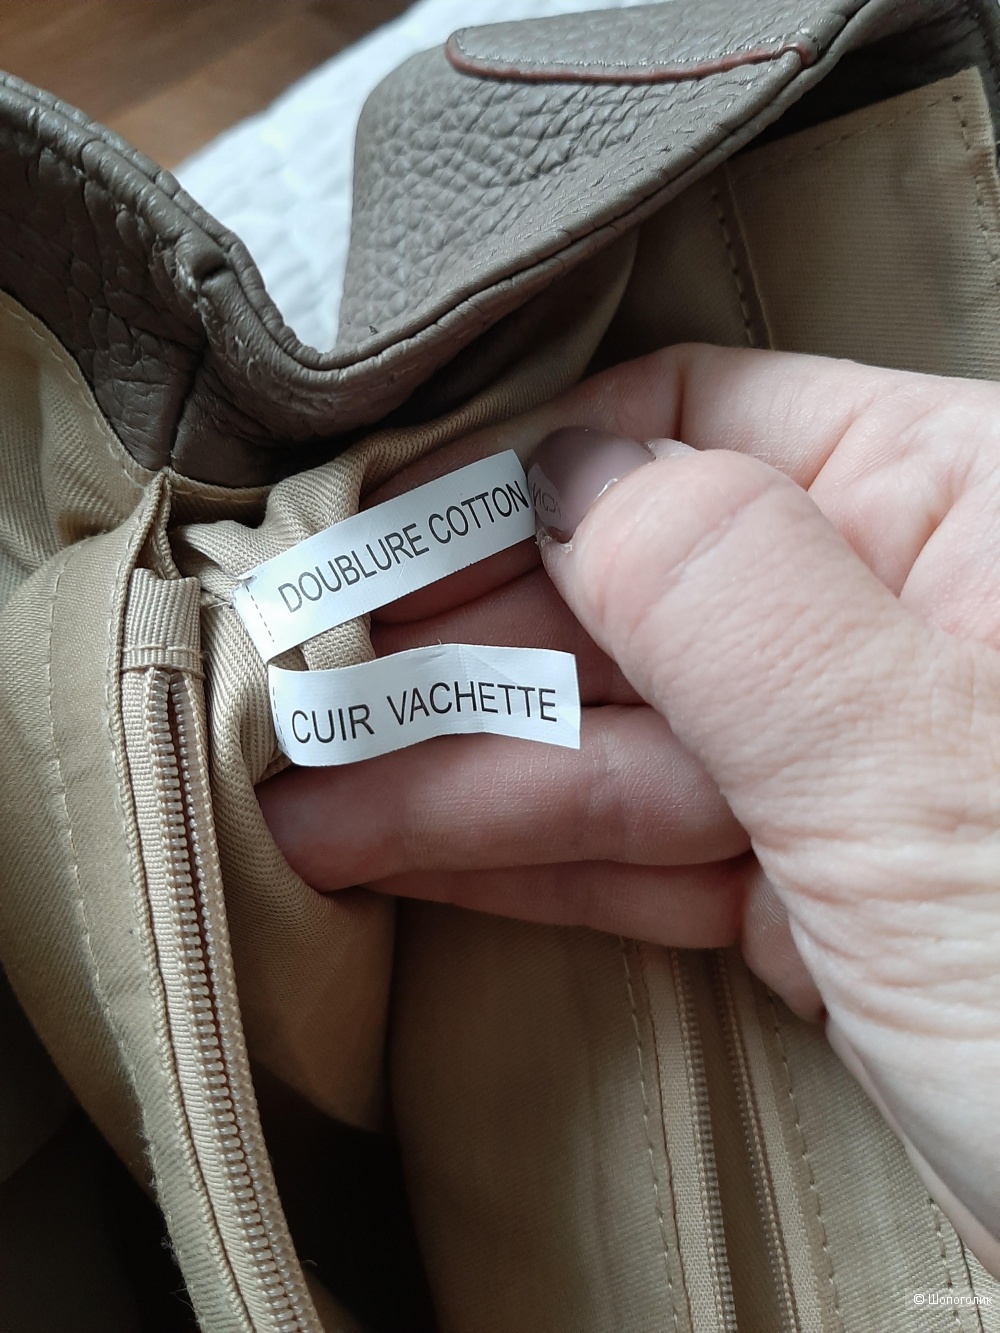 DOUBLURE COTTON
CUIR VACHETTE
© Шопоголик